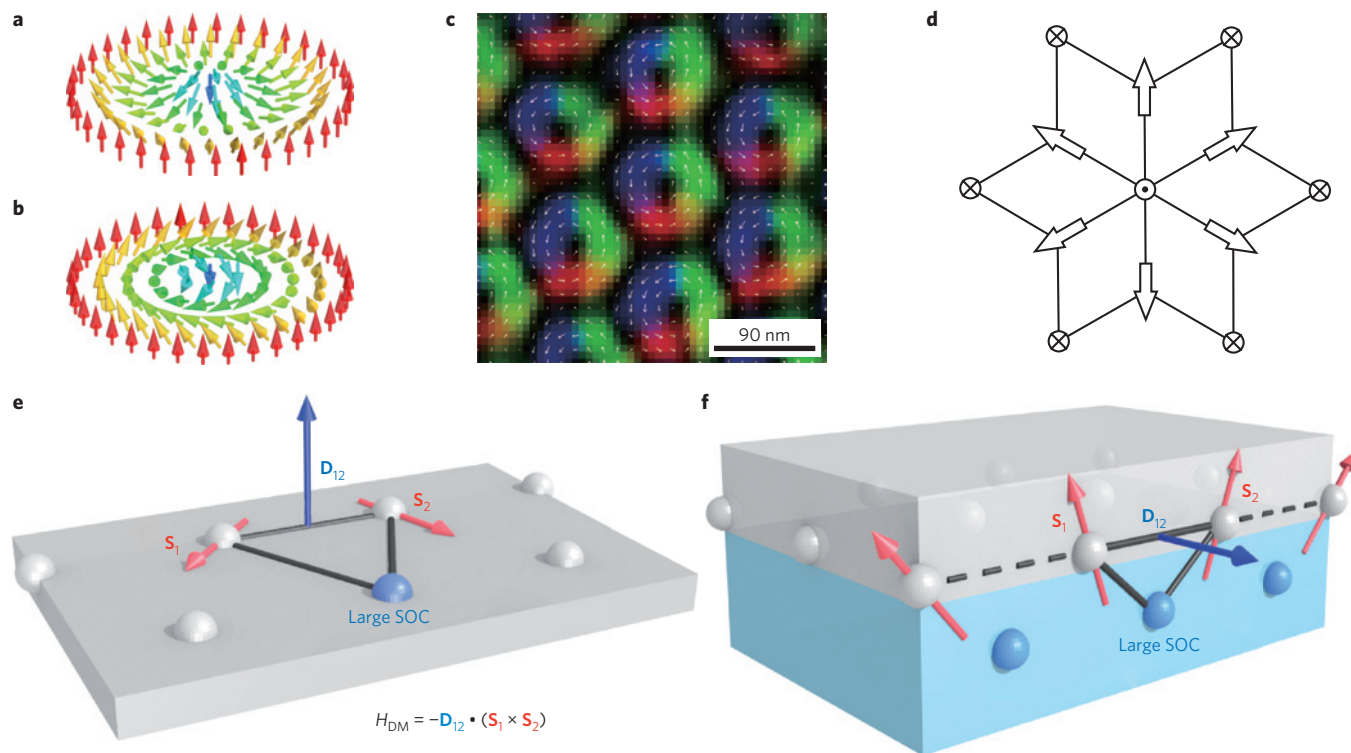 a
b
c
90 nm
d
e
D12
S1
S2
Large SOC
HDM = −D12 • (S1 × S2)
f
S1
D12
S2
Large SOC